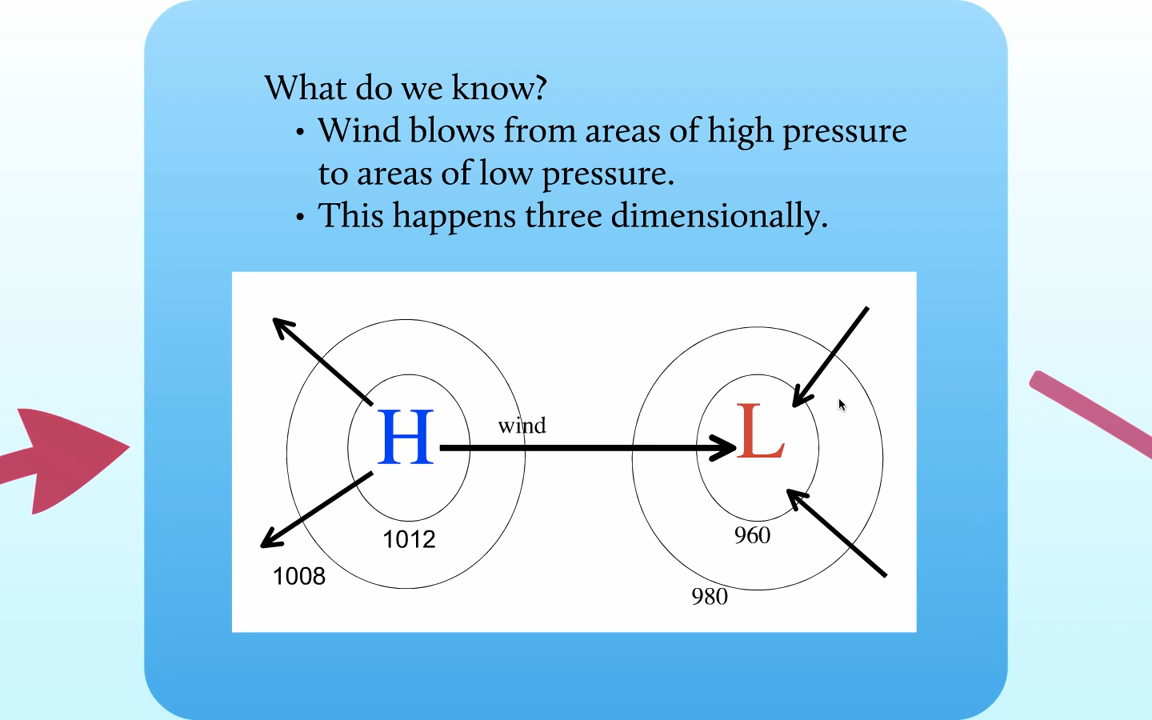 What do we know?
• Wind blows from areas of high pressure
to areas of low pressure.
• This happens three dimensionally.
wind
H
L
1012
960
1008
980